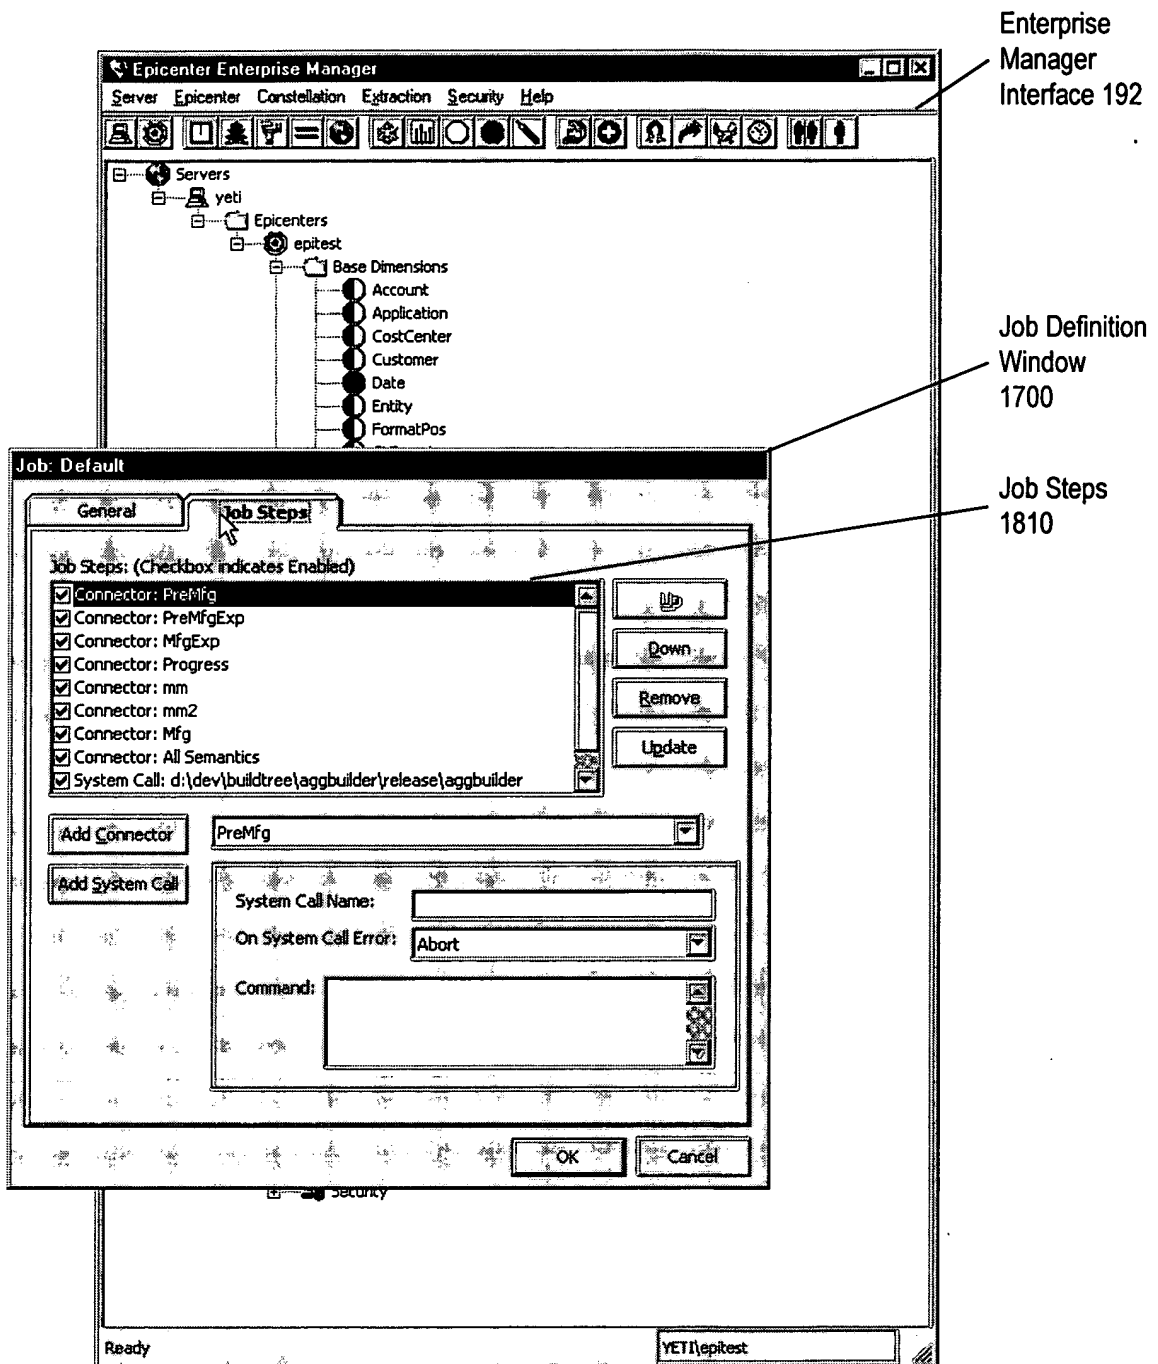 Enterprise
Manager
Interface 192
Epicenter Enterprise Manager
Server Epicenter Constellation Extraction Security Help
Servers
yeti
Epicenters
epitest
Base Dimensions
Account
Application
CostCenter
Customer
Date
Entity
FormatPos
Job Definition
Window
1700
Job: Default
General
Job Steps
Job Steps
1810
Job Steps: (Checkbox indicates Enabled)
Connector: PreMfg
Connector: PreMfgExp
Connector: MfgExp
Connector: Progress
Connector: mm
Connector: mm2
Connector: Mfg
Connector: All Semantics
System Call: d:\dev\buildtree\aggbuilder\release\aggbuilder
Up
Down
Remove
Update
Add Connector
PreMfg
Add System Call
System Call Name:
On System Call Error:
Abort
Command:
OK
Cancel
Security
Ready
YETI\epitest